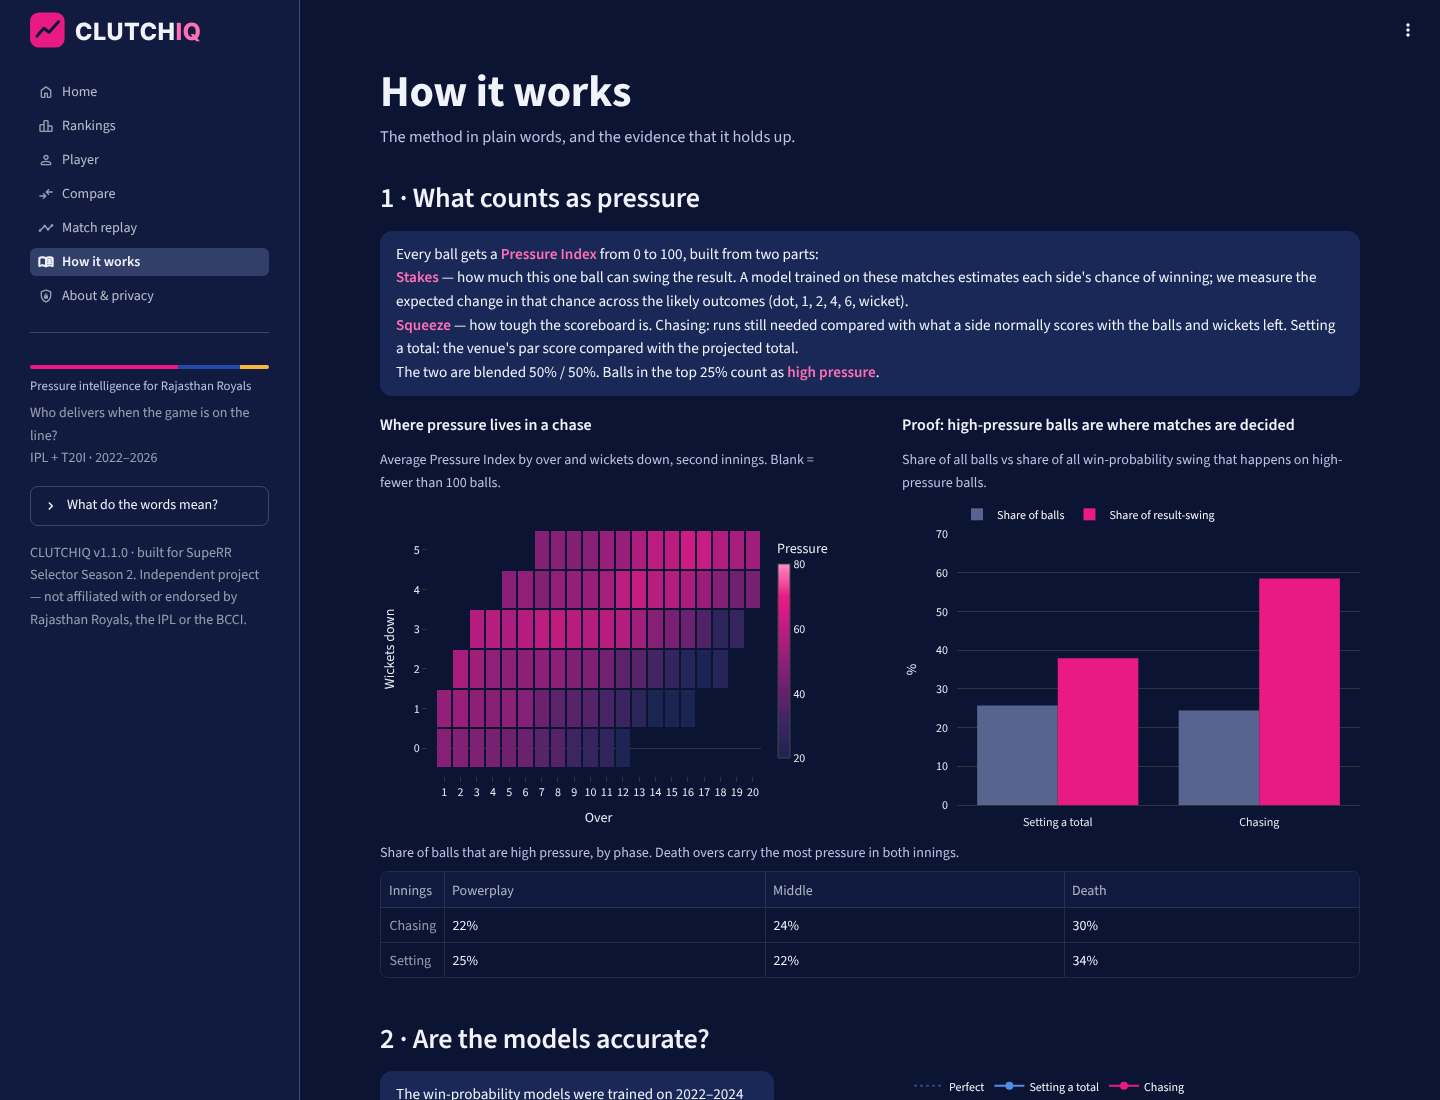 CLUTCHIQ
Home
Rankings
Player
Compare
Match replay
How it works
About & privacy
Pressure intelligence for Rajasthan Royals
Who delivers when the game is on the
line?
IPL + T20I · 2022–2026
What do the words mean?
CLUTCHIQ v1.1.0 · built for SupeRR
Selector Season 2. Independent project
— not affiliated with or endorsed by
Rajasthan Royals, the IPL or the BCCI.
How it works
The method in plain words, and the evidence that it holds up.
1 · What counts as pressure
Every ball gets a Pressure Index from 0 to 100, built from two parts:
Stakes — how much this one ball can swing the result. A model trained on these matches estimates each side's chance of winning; we measure the
expected change in that chance across the likely outcomes (dot, 1, 2, 4, 6, wicket).
Squeeze — how tough the scoreboard is. Chasing: runs still needed compared with what a side normally scores with the balls and wickets left. Setting
a total: the venue's par score compared with the projected total.
The two are blended 50% / 50%. Balls in the top 25% count as high pressure.
Where pressure lives in a chase
Average Pressure Index by over and wickets down, second innings. Blank =
fewer than 100 balls.
Wickets down
5
4
3
2
1
0
1 2 3 4 5 6 7 8 9 10 11 12 13 14 15 16 17 18 19 20
Over
Pressure
80
60
40
20
Proof: high-pressure balls are where matches are decided
Share of all balls vs share of all win-probability swing that happens on high-
pressure balls.
Share of balls Share of result-swing
%
70
60
50
40
30
20
10
0
Setting a total Chasing
Share of balls that are high pressure, by phase. Death overs carry the most pressure in both innings.
Innings Powerplay Middle Death
Chasing 22% 24% 30%
Setting 25% 22% 34%
2 · Are the models accurate?
The win-probability models were trained on 2022–2024
Perfect Setting a total Chasing